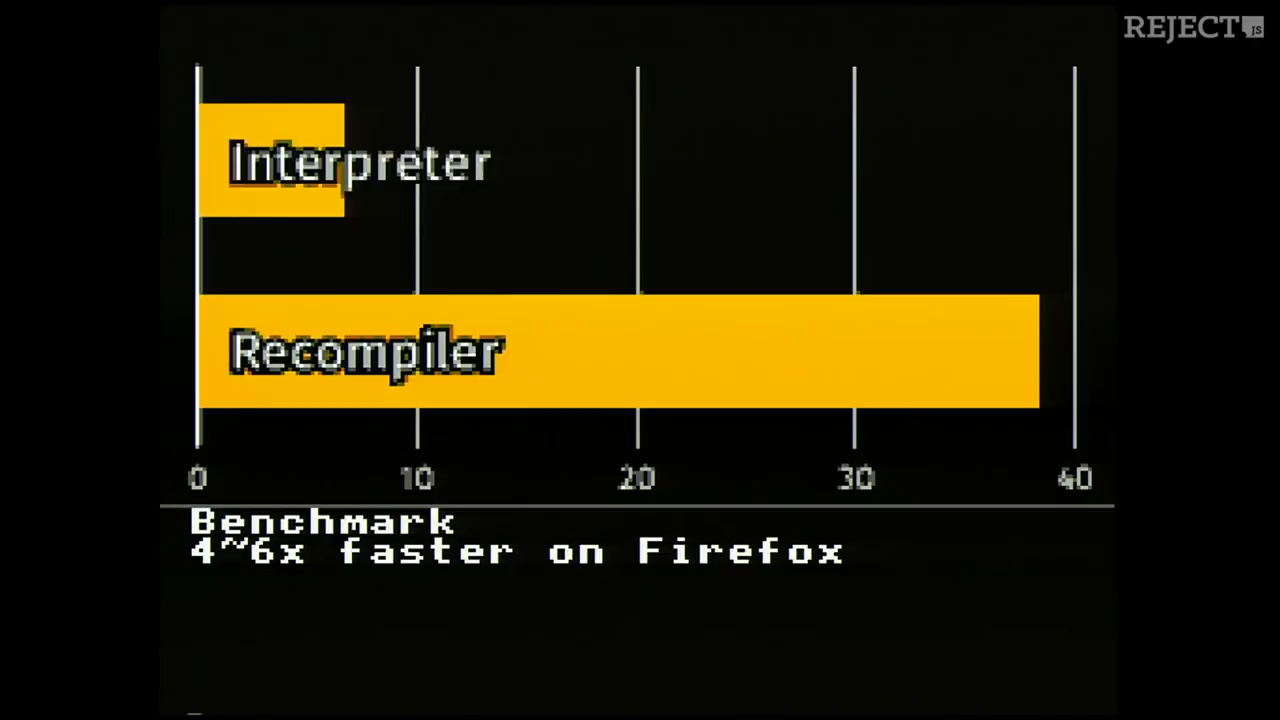 REJECT JS
Interpreter
Recompiler
0 10 20 30 40
Benchmark
4~6x faster on Firefox